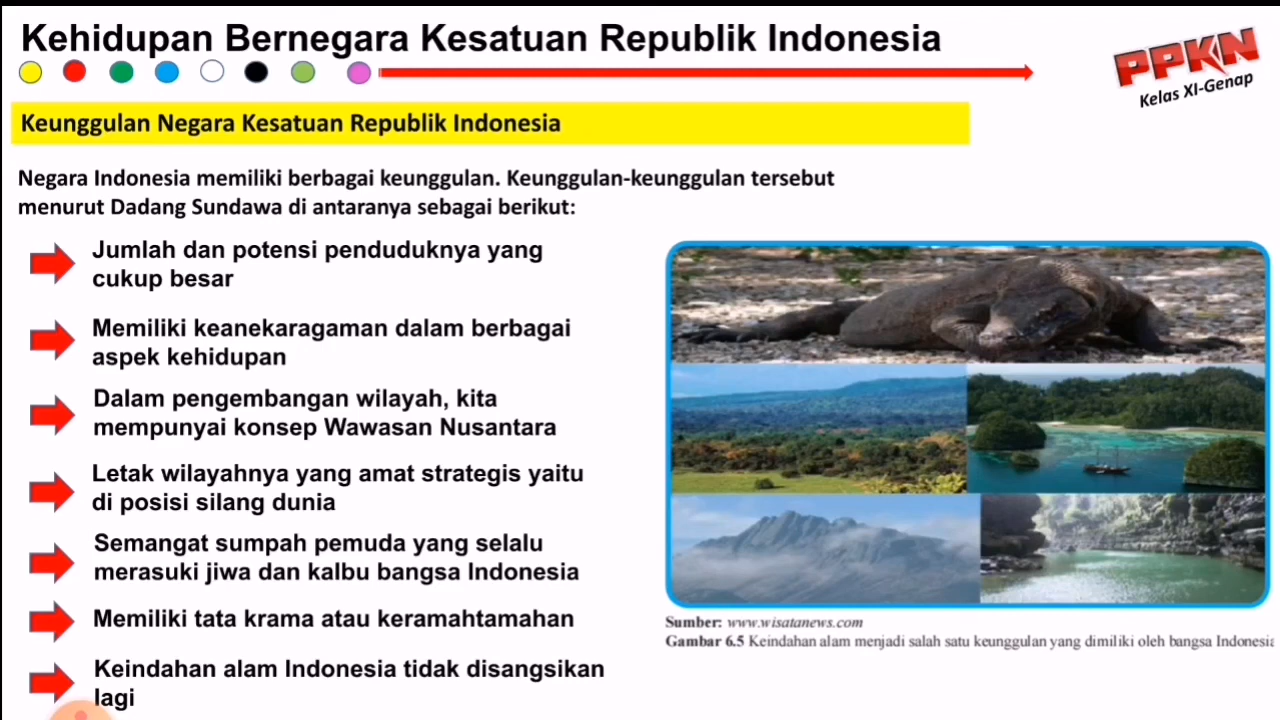 Kehidupan Bernegara Kesatuan Republik Indonesia
PPKN
Kelas XI-Genap
Keunggulan Negara Kesatuan Republik Indonesia
Negara Indonesia memiliki berbagai keunggulan. Keunggulan-keunggulan tersebut
menurut Dadang Sundawa di antaranya sebagai berikut:
Jumlah dan potensi penduduknya yang
cukup besar
Memiliki keanekaragaman dalam berbagai
aspek kehidupan
Dalam pengembangan wilayah, kita
mempunyai konsep Wawasan Nusantara
Letak wilayahnya yang amat strategis yaitu
di posisi silang dunia
Semangat sumpah pemuda yang selalu
merasuki jiwa dan kalbu bangsa Indonesia
Memiliki tata krama atau keramahtamahan
Keindahan alam Indonesia tidak disangsikan
lagi
Sumber: www.wisatanews.com
Gambar 6.5 Keindahan alam menjadi salah satu keunggulan yang dimiliki oleh bangsa Indonesia